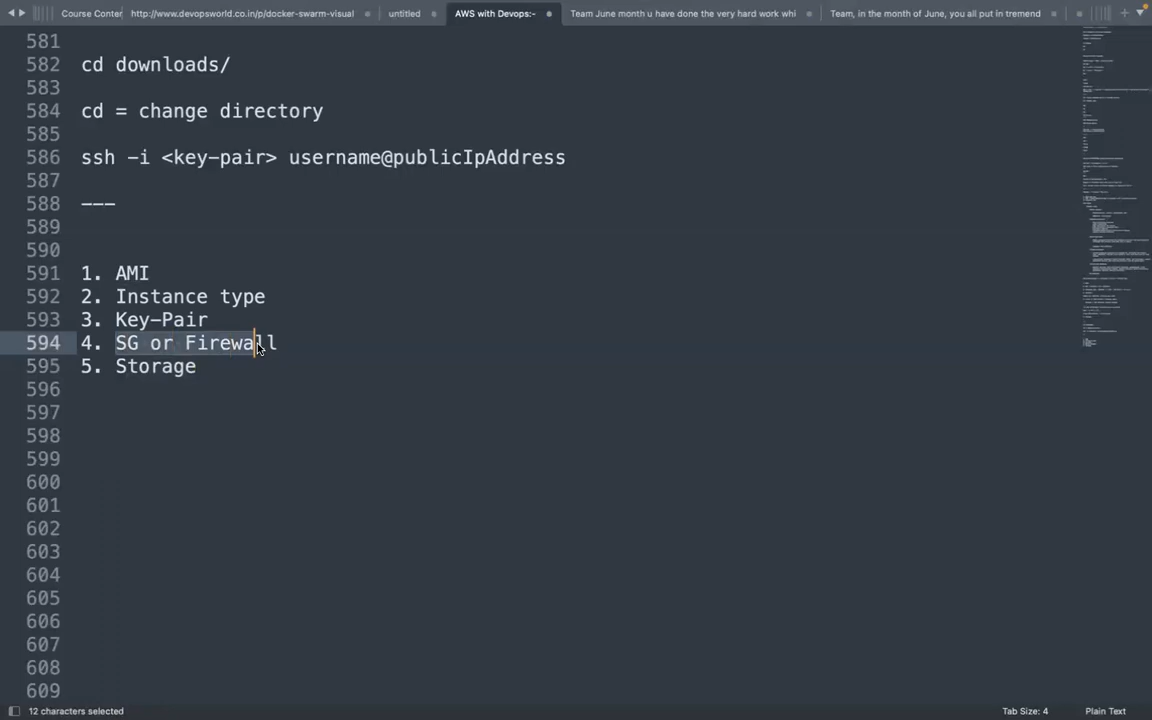 Course Center
http://www.devopsworld.co.in/p/docker-swarm-visual
untitled
AWS with Devops:-
Team June month u have done the very hard work whi
Team, in the month of June, you all put in tremend
581
582 cd downloads/
583
584 cd = change directory
585
586 ssh -i <key-pair> username@publicIpAddress
587
588 ---
589
590
591 1. AMI
592 2. Instance type
593 3. Key-Pair
594 4. SG or Firewall
595 5. Storage
596
597
598
599
600
601
602
603
604
605
606
607
608
609
12 characters selected
Tab Size: 4
Plain Text